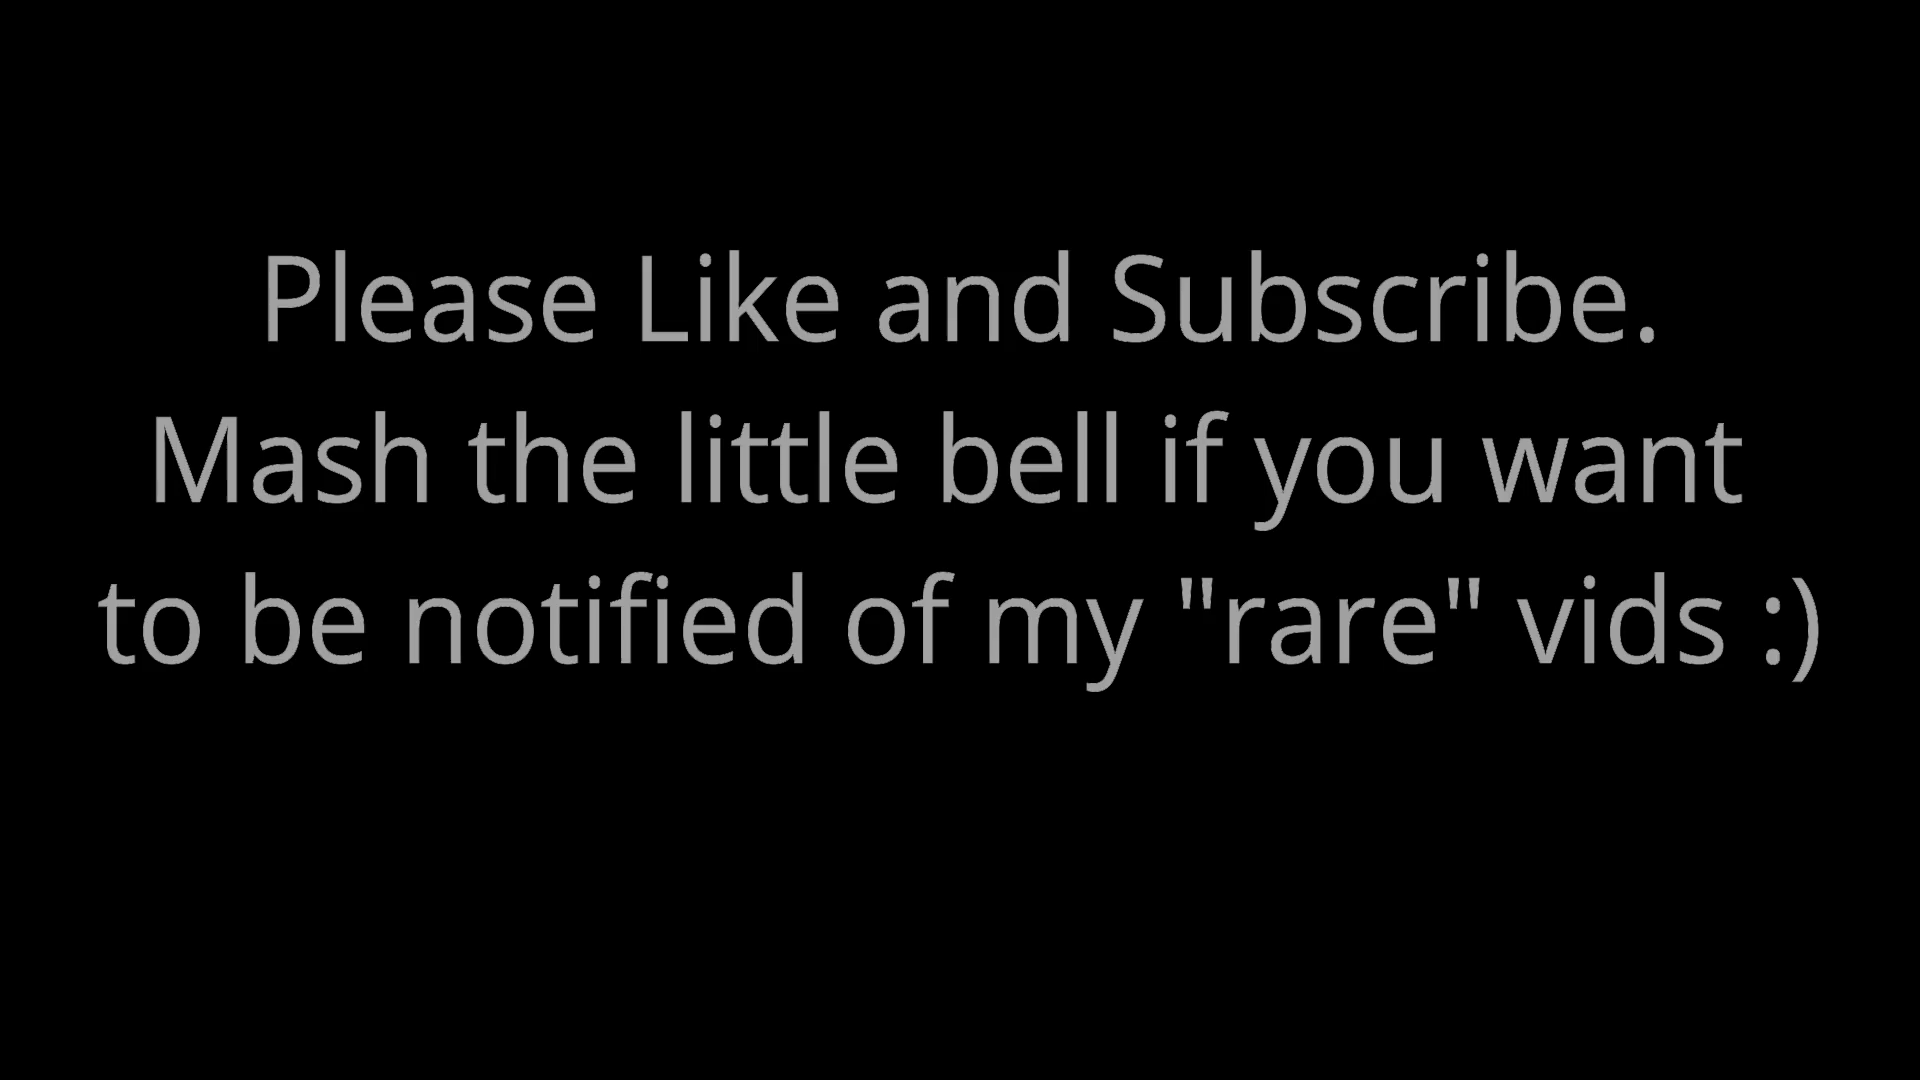 Please Like and Subscribe.
Mash the little bell if you want
to be notified of my "rare" vids :)